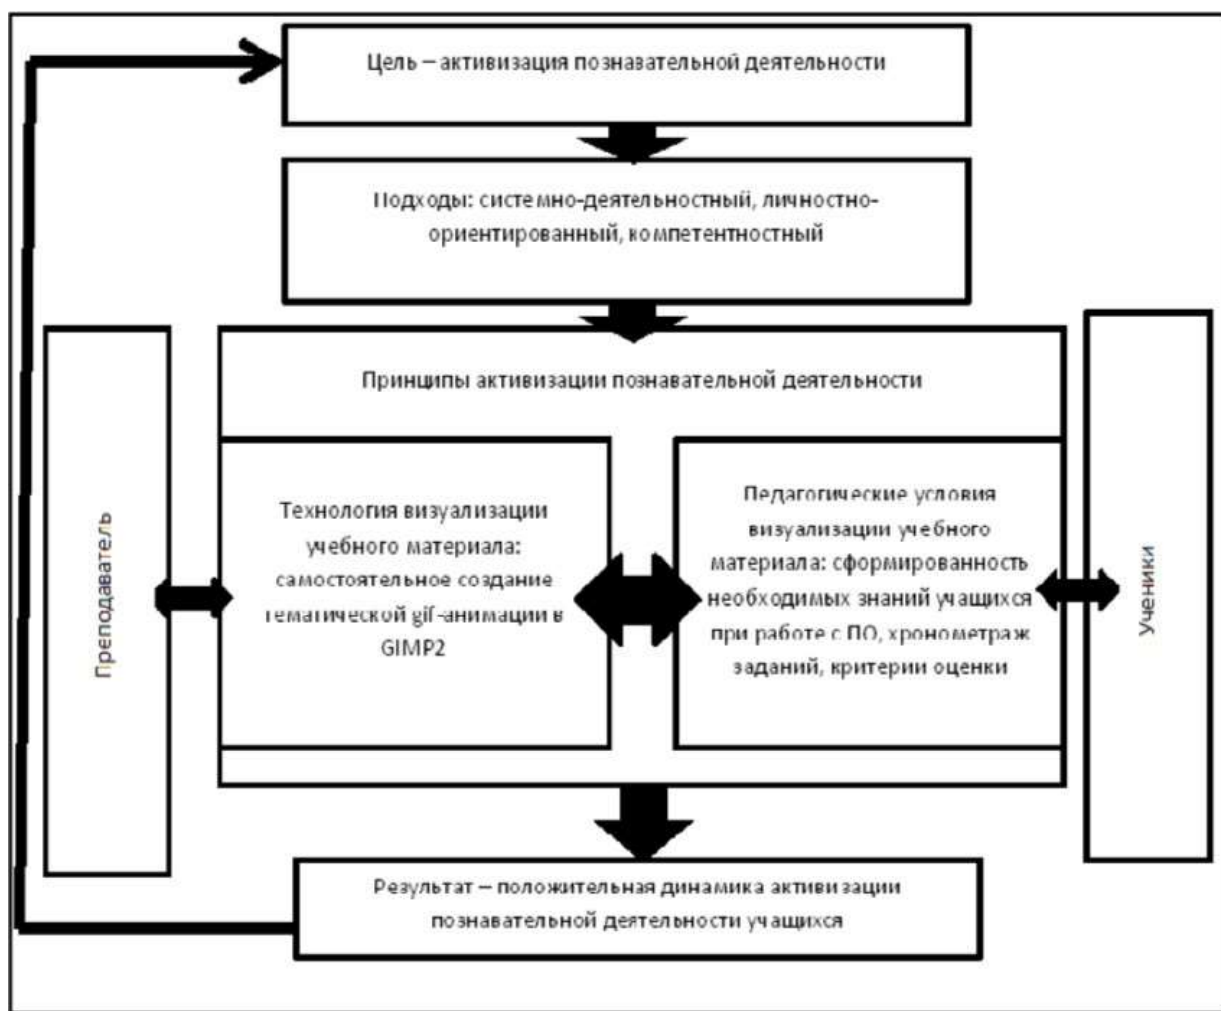 Цель – активизация познавательной деятельности
Подходы: системно-деятельностный, личностно-
ориентированный, компетентностный
Принципы активизации познавательной деятельности
Преподаватель
Технология визуализации
учебного материала:
самостоятельное создание
тематической gif-анимации в
GIMP2
Педагогические условия
визуализации учебного
материала: сформированность
необходимых знаний учащихся
при работе с ПО, хронометраж
заданий, критерии оценки
Ученики
Результат – положительная динамика активизации
познавательной деятельности учащихся